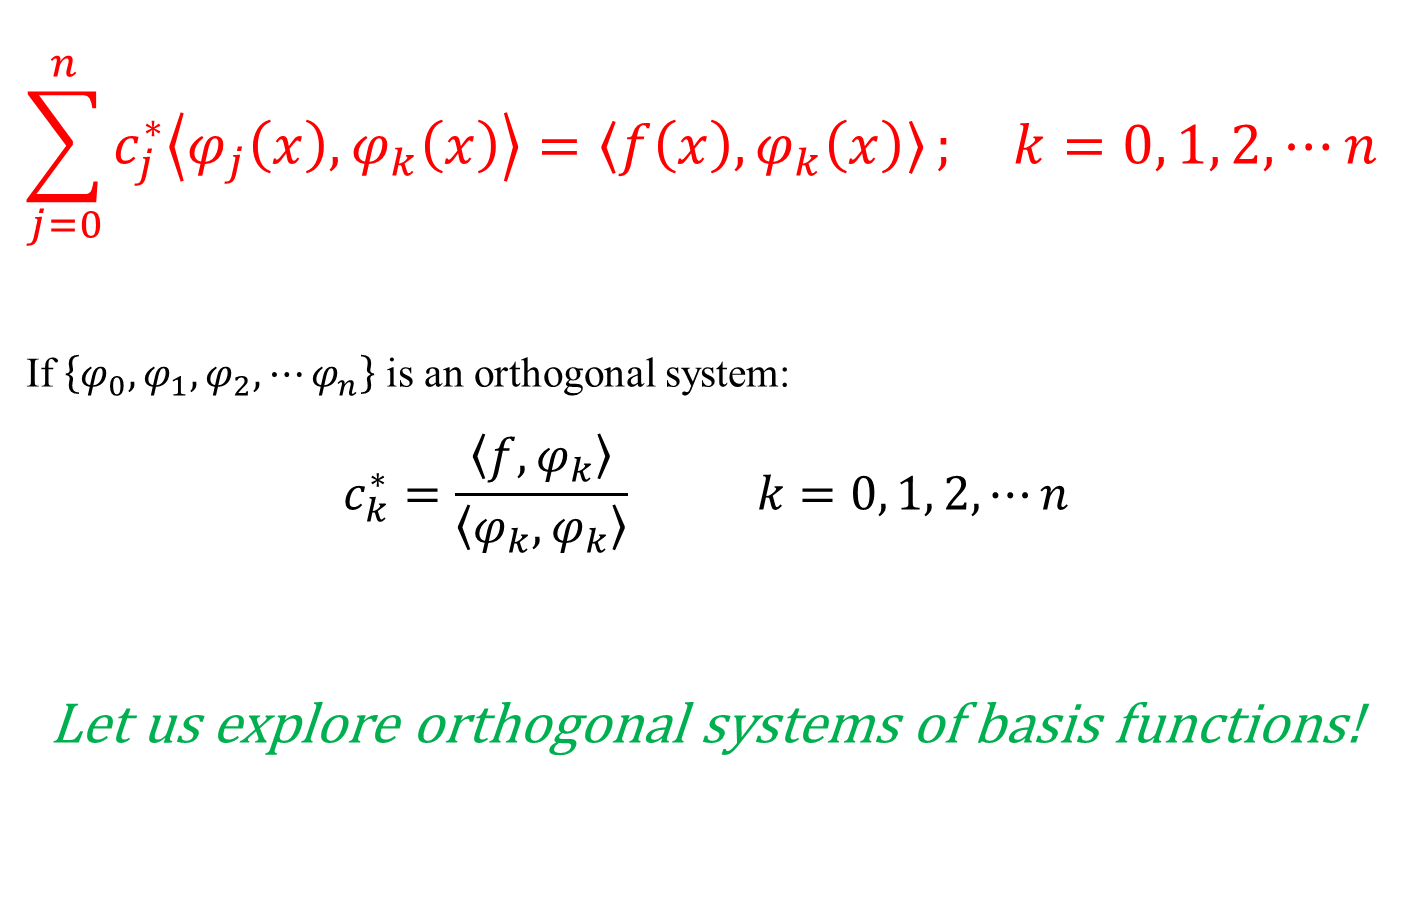 n
∑ c_j^*⟨φ_j(x), φ_k(x)⟩ = ⟨f(x), φ_k(x)⟩; k = 0, 1, 2, ⋯ n
j=0
If {φ_0, φ_1, φ_2, ⋯ φ_n} is an orthogonal system:
c_k^* = ⟨f, φ_k⟩ / ⟨φ_k, φ_k⟩ k = 0, 1, 2, ⋯ n
Let us explore orthogonal systems of basis functions!